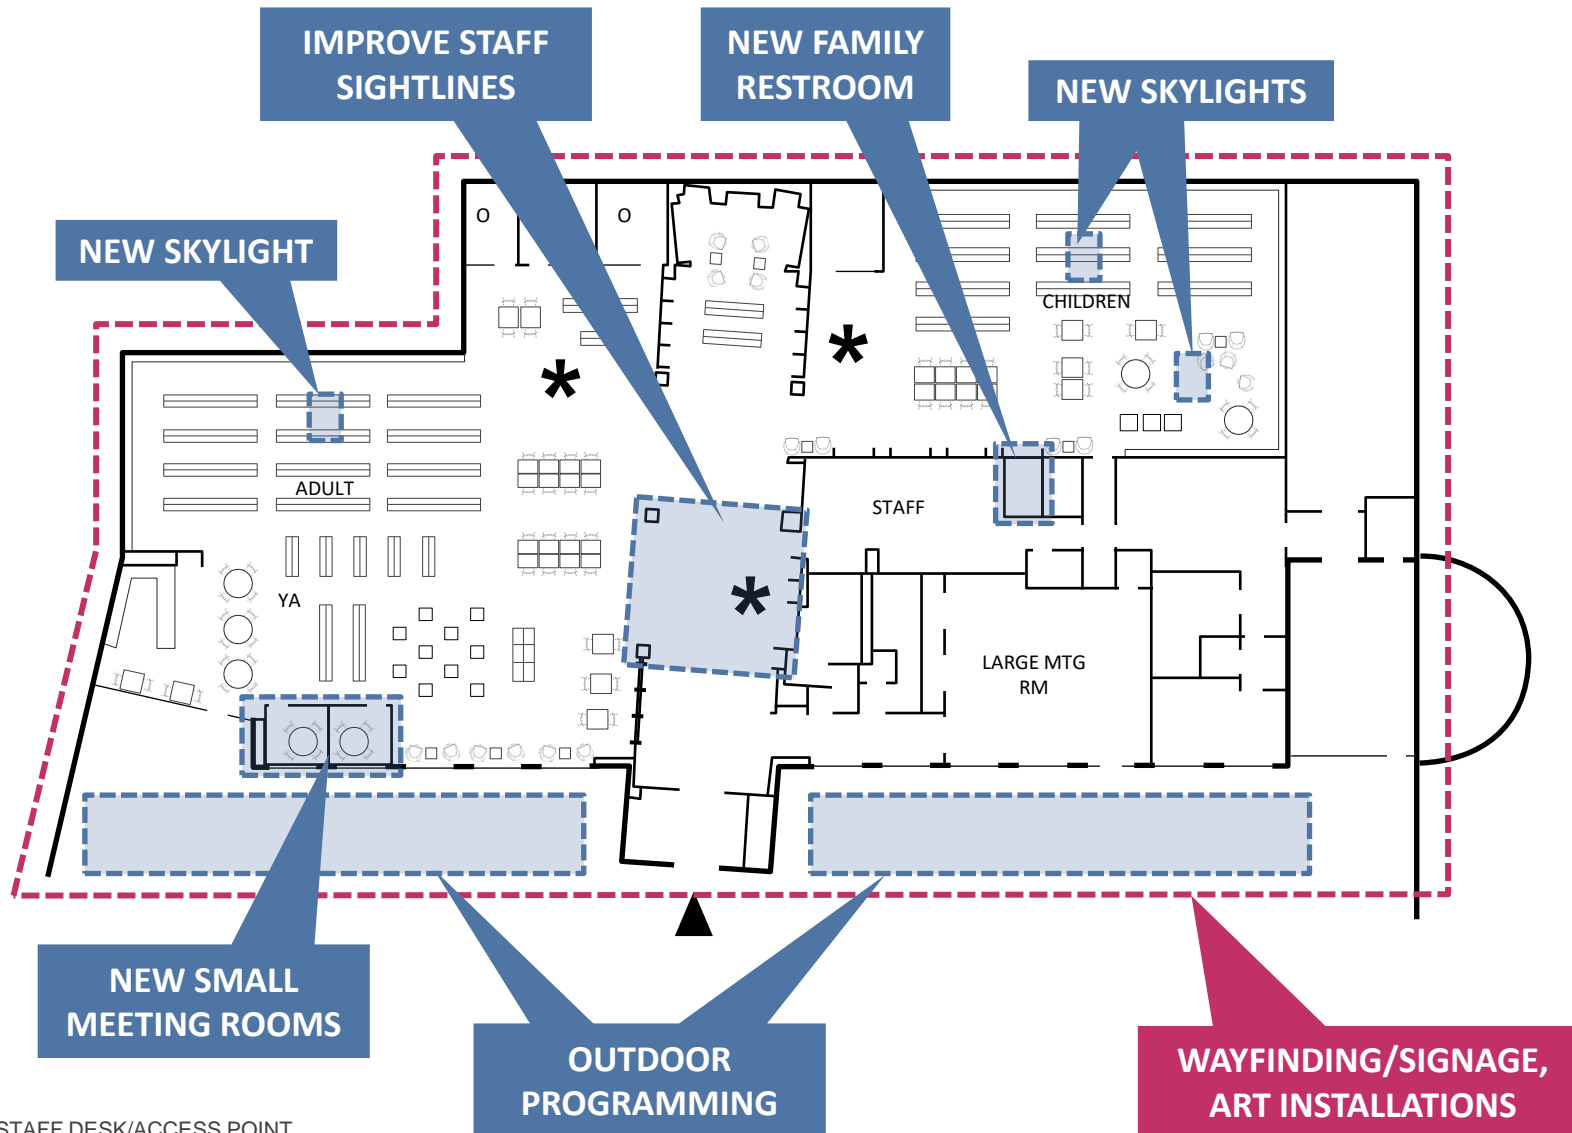 IMPROVE STAFF
SIGHTLINES
NEW FAMILY
RESTROOM
NEW SKYLIGHTS
NEW SKYLIGHT
O
O
CHILDREN
*
*
ADULT
STAFF
YA
*
LARGE MTG
RM
NEW SMALL
MEETING ROOMS
OUTDOOR
PROGRAMMING
WAYFINDING/SIGNAGE,
ART INSTALLATIONS
STAFF DESK/ACCESS POINT